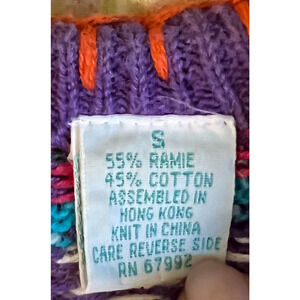 S
55% RAMIE
45% COTTON
ASSEMBLED IN
HONG KONG
KNIT IN CHINA
CARE REVERSE SIDE
RN 67992